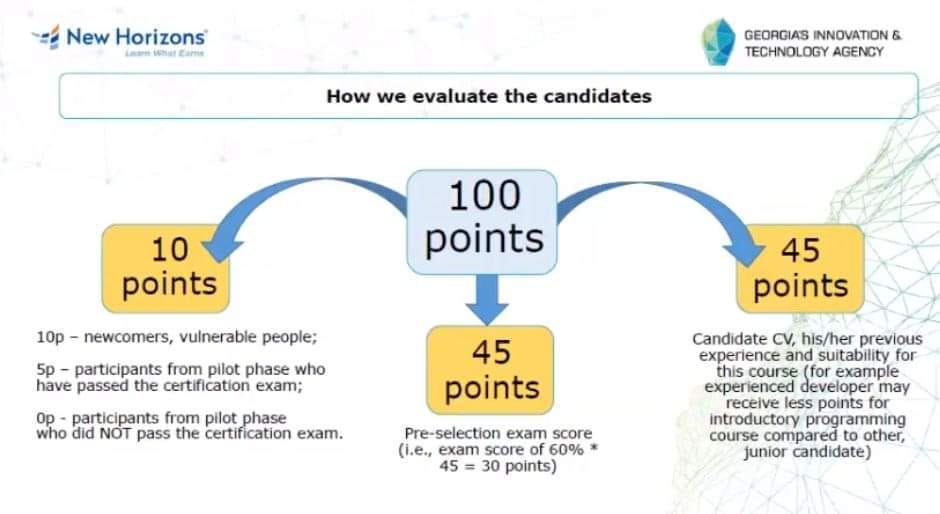 New Horizons®
Learn What Earns
GEORGIA'S INNOVATION &
TECHNOLOGY AGENCY
How we evaluate the candidates
100
points
10
points
10p – newcomers, vulnerable people;
5p – participants from pilot phase who
have passed the certification exam;
0p - participants from pilot phase
who did NOT pass the certification exam.
45
points
Pre-selection exam score
(i.e., exam score of 60% *
45 = 30 points)
45
points
Candidate CV, his/her previous
experience and suitability for
this course (for example
experienced developer may
receive less points for
introductory programming
course compared to other,
junior candidate)